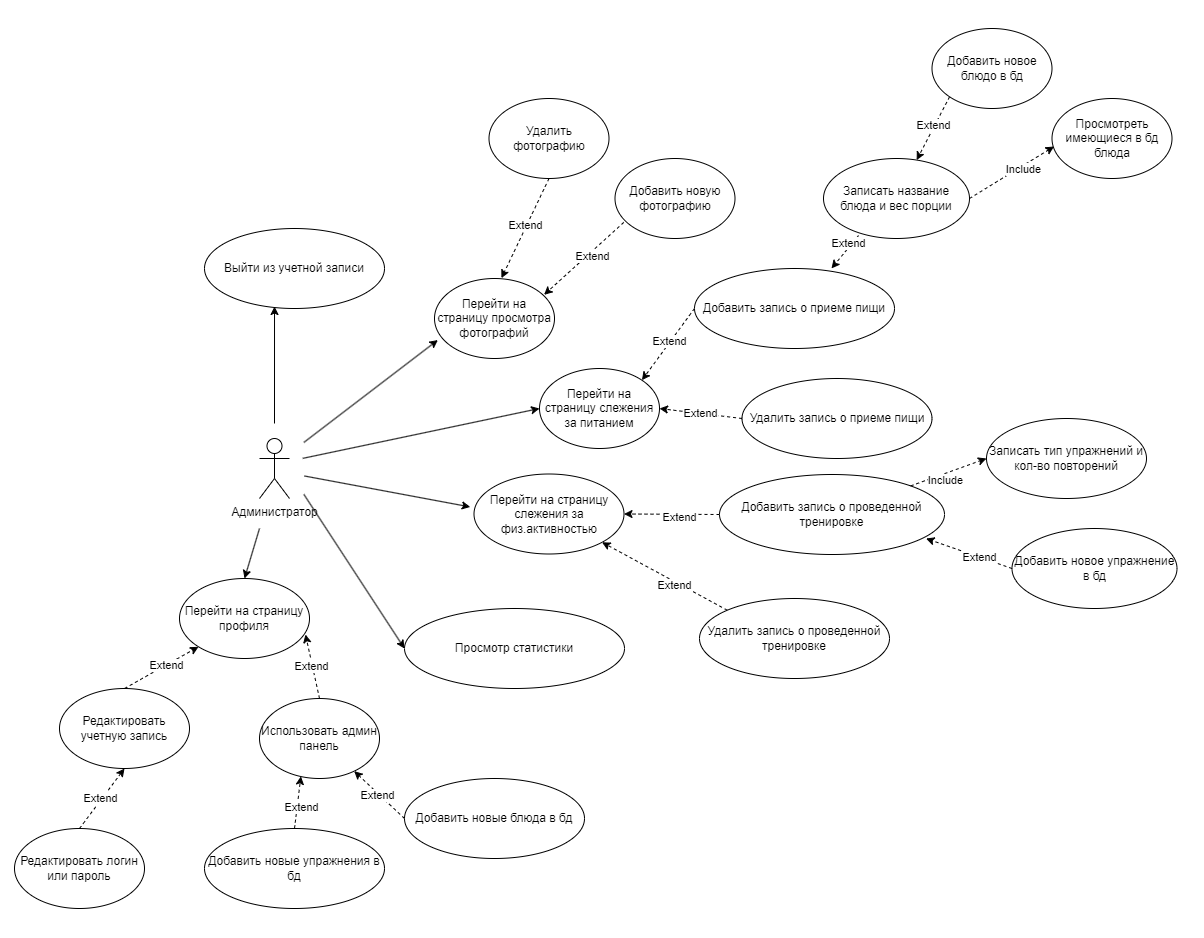 Добавить новое
блюдо в бд
Extend
Просмотреть
имеющиеся в бд
блюда
Include
Удалить
фотографию
Записать название
блюда и вес порции
Добавить новую
фотографию
Extend
Extend
Extend
Выйти из учетной записи
Перейти на
страницу просмотра
фотографий
Добавить запись о приеме пищи
Extend
Перейти на
страницу слежения
за питанием
Extend
Удалить запись о приеме пищи
Записать тип упражнений и
кол-во повторений
Include
Администратор
Перейти на страницу
слежения за
физ.активностью
Extend
Добавить запись о проведенной
тренировке
Extend
Добавить новое упражнение
в бд
Extend
Перейти на страницу
профиля
Удалить запись о проведенной
тренировке
Просмотр статистики
Extend
Extend
Редактировать
учетную запись
Использовать админ
панель
Extend
Extend
Extend
Добавить новые блюда в бд
Редактировать логин
или пароль
Добавить новые упражнения в
бд